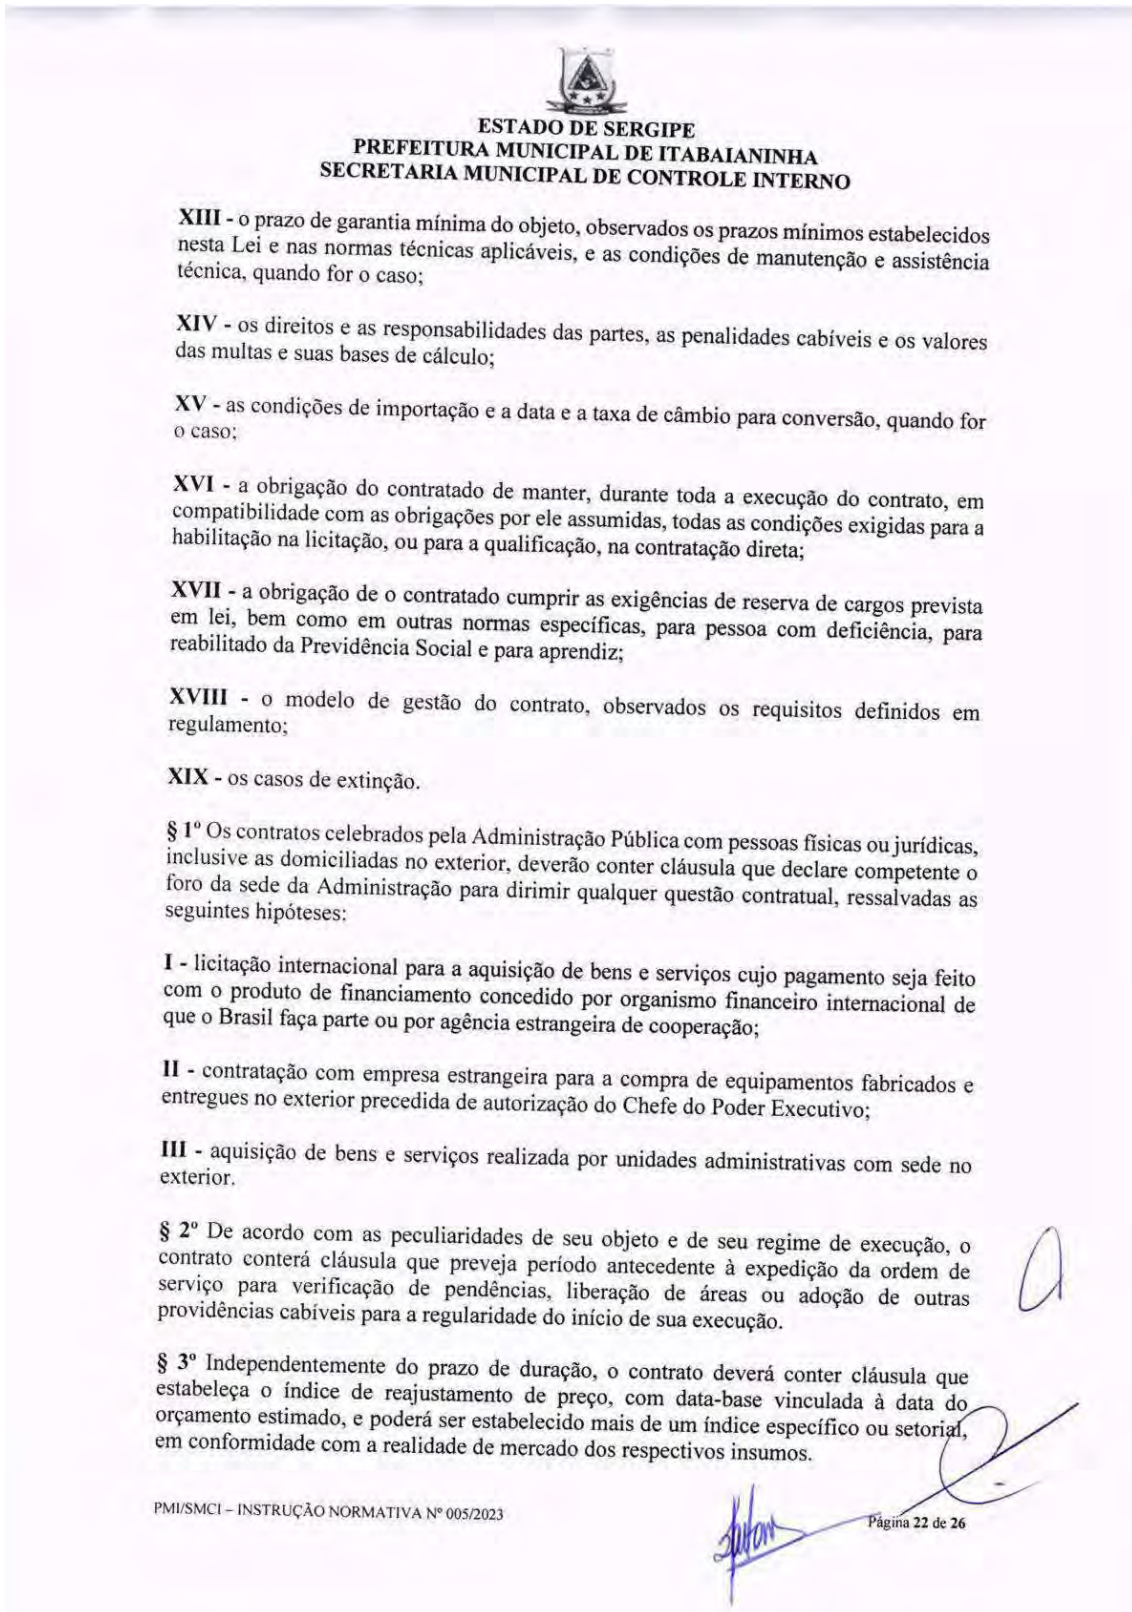 ESTADO DE SERGIPE
PREFEITURA MUNICIPAL DE ITABAIANINHA
SECRETARIA MUNICIPAL DE CONTROLE INTERNO
XIII - o prazo de garantia mínima do objeto, observados os prazos mínimos estabelecidos
nesta Lei e nas normas técnicas aplicáveis, e as condições de manutenção e assistência
técnica, quando for o caso;
XIV - os direitos e as responsabilidades das partes, as penalidades cabíveis e os valores
das multas e suas bases de cálculo;
XV - as condições de importação e a data e a taxa de câmbio para conversão, quando for
o caso;
XVI - a obrigação do contratado de manter, durante toda a execução do contrato, em
compatibilidade com as obrigações por ele assumidas, todas as condições exigidas para a
habilitação na licitação, ou para a qualificação, na contratação direta;
XVII - a obrigação de o contratado cumprir as exigências de reserva de cargos prevista
em lei, bem como em outras normas específicas, para pessoa com deficiência, para
reabilitado da Previdência Social e para aprendiz;
XVIII - o modelo de gestão do contrato, observados os requisitos definidos em
regulamento;
XIX - os casos de extinção.
§ 1º Os contratos celebrados pela Administração Pública com pessoas físicas ou jurídicas,
inclusive as domiciliadas no exterior, deverão conter cláusula que declare competente o
foro da sede da Administração para dirimir qualquer questão contratual, ressalvadas as
seguintes hipóteses:
I - licitação internacional para a aquisição de bens e serviços cujo pagamento seja feito
com o produto de financiamento concedido por organismo financeiro internacional de
que o Brasil faça parte ou por agência estrangeira de cooperação;
II - contratação com empresa estrangeira para a compra de equipamentos fabricados e
entregues no exterior precedida de autorização do Chefe do Poder Executivo;
III - aquisição de bens e serviços realizada por unidades administrativas com sede no
exterior.
§ 2º De acordo com as peculiaridades de seu objeto e de seu regime de execução, o
contrato conterá cláusula que preveja período antecedente à expedição da ordem de
serviço para verificação de pendências, liberação de áreas ou adoção de outras
providências cabíveis para a regularidade do início de sua execução.
§ 3º Independentemente do prazo de duração, o contrato deverá conter cláusula que
estabeleça o índice de reajustamento de preço, com data-base vinculada à data do
orçamento estimado, e poderá ser estabelecido mais de um índice específico ou setorial,
em conformidade com a realidade de mercado dos respectivos insumos.
PMI/SMCI – INSTRUÇÃO NORMATIVA Nº 005/2023
Página 22 de 26